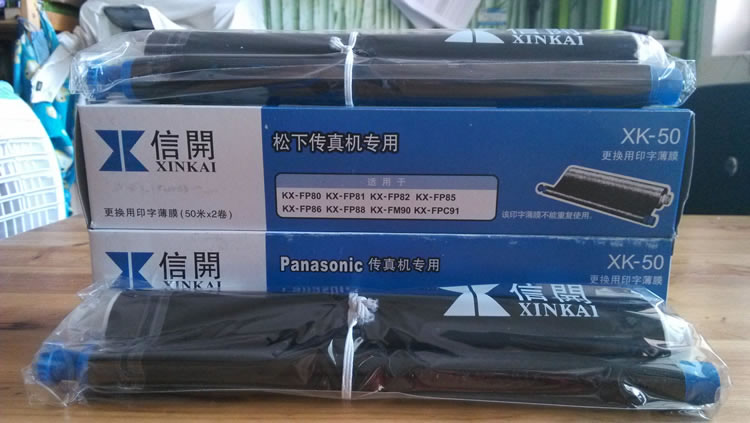 XINKAI
信開
XINKAI
松下传真机专用
XK-50
更换用印字薄膜
适用于
KX-FP80 KX-FP81 KX-FP82 KX-FP85
KX-FP86 KX-FP88 KX-FM90 KX-FPC91
更换用印字薄膜(50米x2卷)
该印字薄膜不能重复使用.
信開
XINKAI
Panasonic 传真机专用
XK-50
更换用印字薄膜
信開
XINKAI